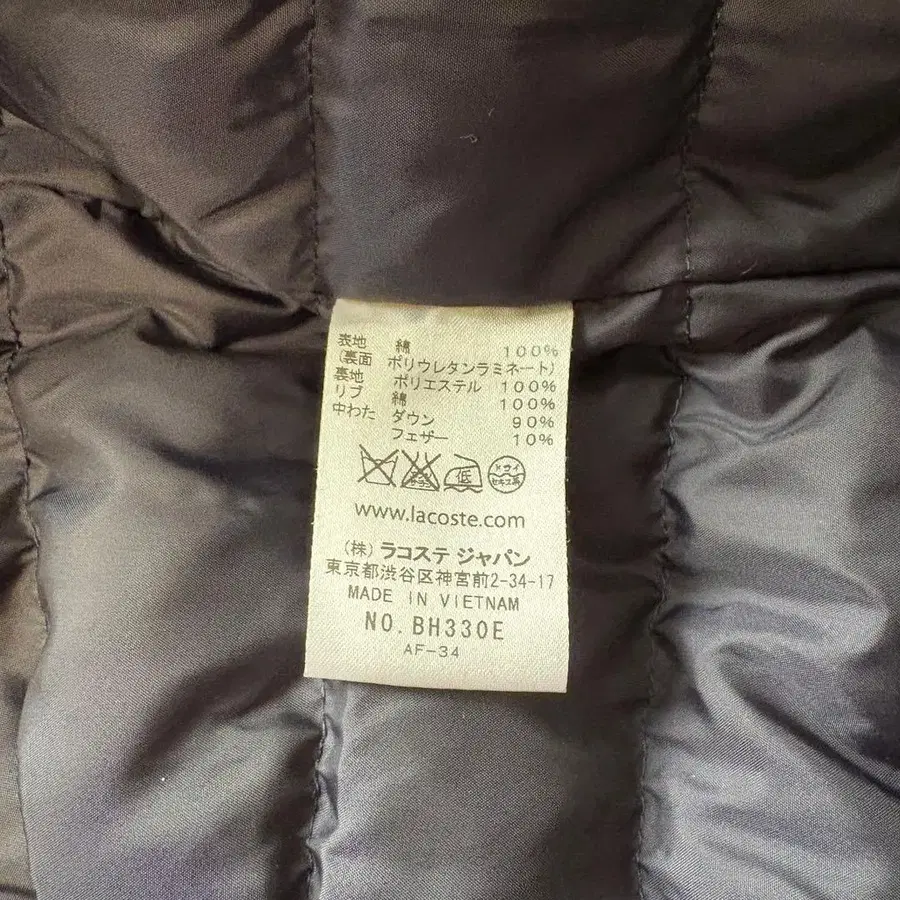 表地 綿 100%
(裏面 ポリウレタンラミネート)
裏地 ポリエステル 100%
リブ 綿 100%
中わた ダウン 90%
フェザー 10%
低
ドライ
セキユ系
www.lacoste.com
(株) ラコステ ジャパン
東京都渋谷区神宮前2-34-17
MADE IN VIETNAM
NO. BH330E
AF-34